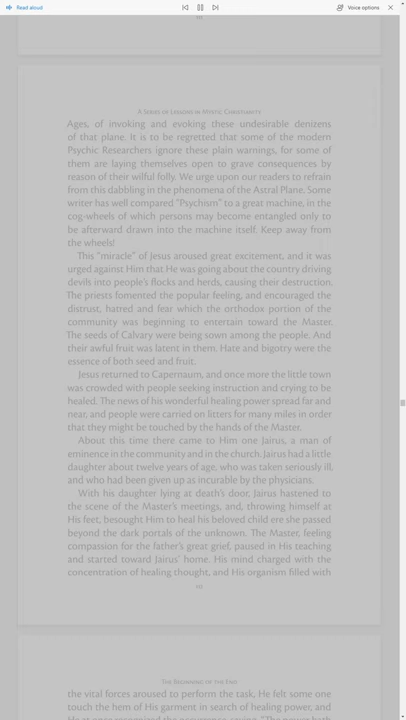 Read aloud
Voice options
A Series of Lessons in Mystic Christianity
Ages, of invoking and evoking these undesirable denizens
of that plane. It is to be regretted that some of the modern
Psychic Researchers ignore these plain warnings, for some of
them are laying themselves open to grave consequences by
reason of their wilful folly. We urge upon our readers to refrain
from this dabbling in the phenomena of the Astral Plane. Some
writer has well compared "Psychism" to a great machine, in the
cog-wheels of which persons may become entangled only to
be afterward drawn into the machine itself. Keep away from
the wheels!
This "miracle" of Jesus aroused great excitement, and it was
urged against Him that He was going about the country driving
devils into people's flocks and herds, causing their destruction.
The priests fomented the popular feeling, and encouraged the
distrust, hatred and fear which the orthodox portion of the
community was beginning to entertain toward the Master.
The seeds of Calvary were being sown among the people. And
their awful fruit was latent in them. Hate and bigotry were the
essence of both seed and fruit.
Jesus returned to Capernaum, and once more the little town
was crowded with people seeking instruction and crying to be
healed. The news of his wonderful healing power spread far and
near, and people were carried on litters for many miles in order
that they might be touched by the hands of the Master.
About this time there came to Him one Jairus, a man of
eminence in the community and in the church. Jairus had a little
daughter about twelve years of age, who was taken seriously ill,
and who had been given up as incurable by the physicians.
With his daughter lying at death's door, Jairus hastened to
the scene of the Master's meetings, and, throwing himself at
His feet, besought Him to heal his beloved child ere she passed
beyond the dark portals of the unknown. The Master, feeling
compassion for the father's great grief, paused in His teaching
and started toward Jairus' home. His mind charged with the
concentration of healing thought, and His organism filled with
The Beginning of the End
the vital forces aroused to perform the task, He felt some one
touch the hem of His garment in search of healing power, and